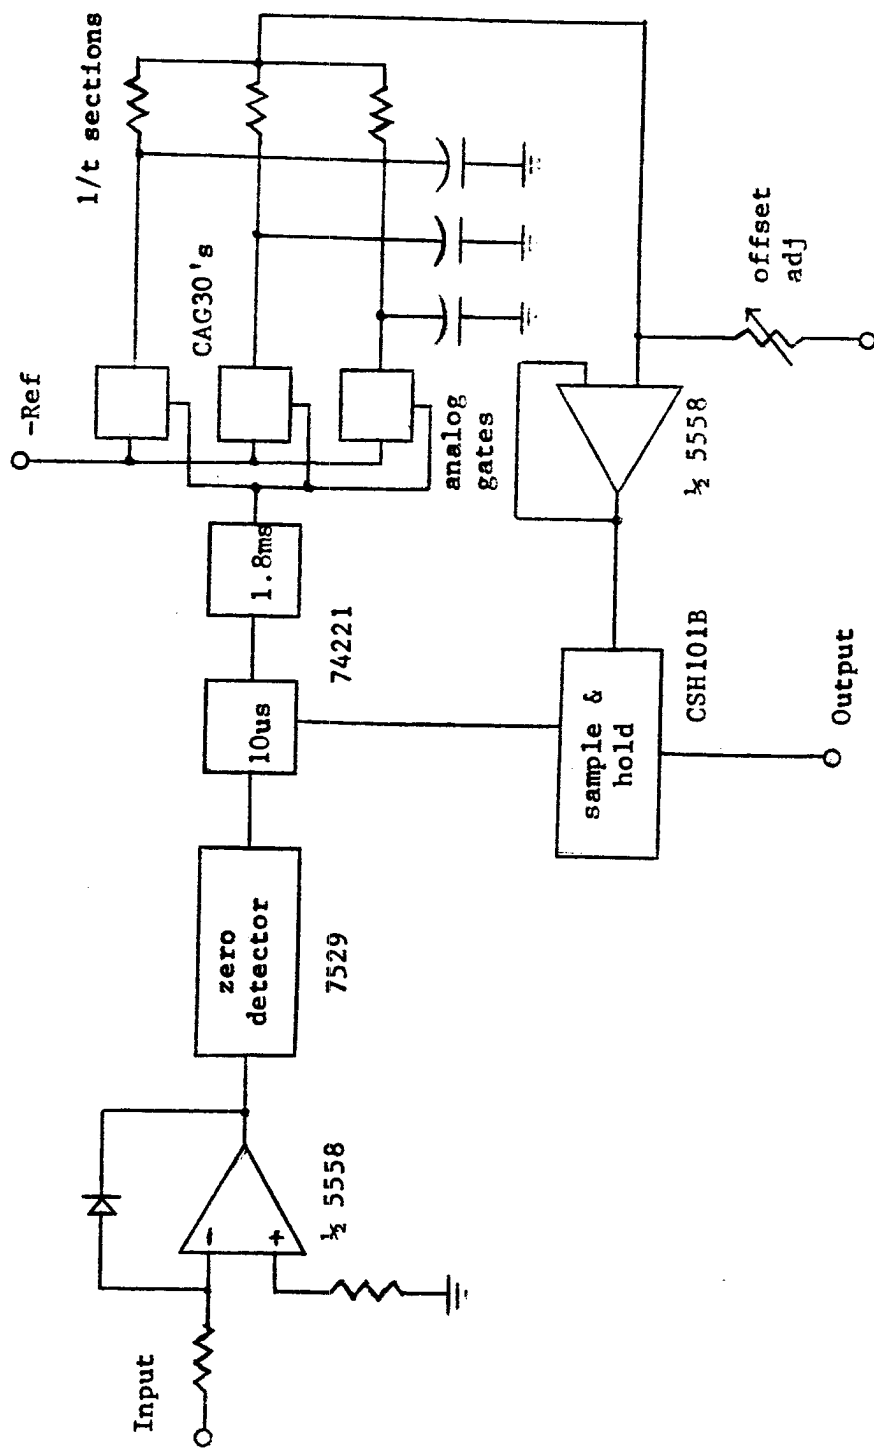 Input
-
+
½ 5558
zero
detector
7529
10us
74221
1.8ms
-Ref
CAG30's
1/t sections
analog
gates
½ 5558
offset
adj
sample &
hold
CSH101B
Output